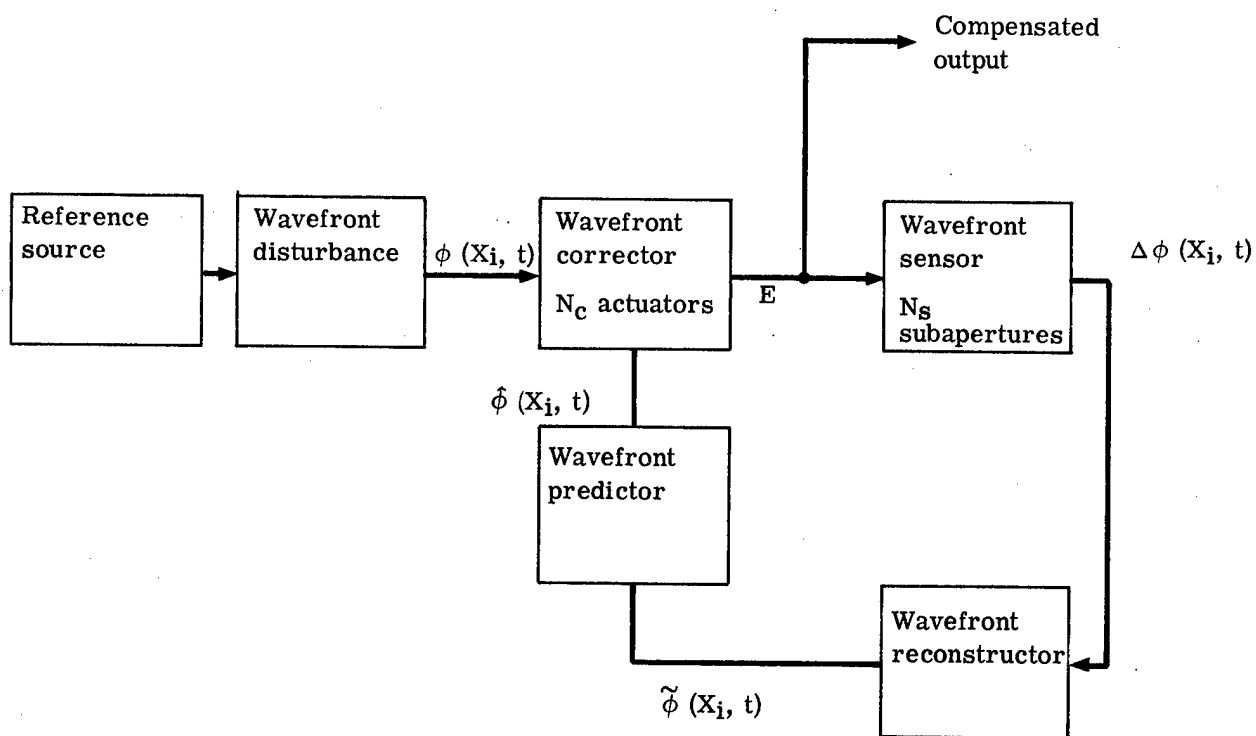 Compensated
output
Reference
source
Wavefront
disturbance
ϕ (Xi, t)
Wavefront
corrector
Nc actuators
E
Wavefront
sensor
Ns
subapertures
Δ ϕ (Xi, t)
ϕ̂ (Xi, t)
Wavefront
predictor
Wavefront
reconstructor
ϕ̃ (Xi, t)